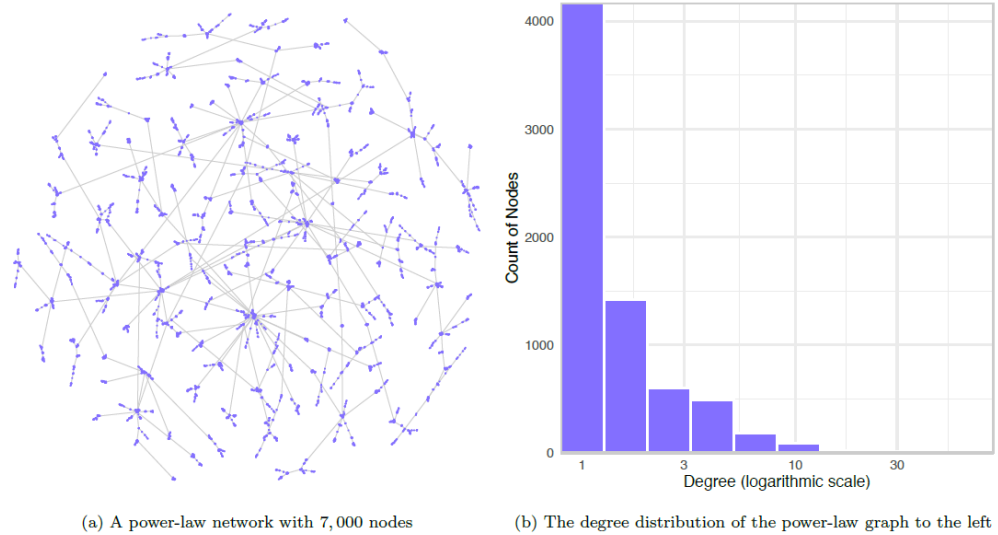 4000
3000
2000
1000
0
Count of Nodes
1 3 10 30
Degree (logarithmic scale)
(a) A power-law network with 7,000 nodes
(b) The degree distribution of the power-law graph to the left